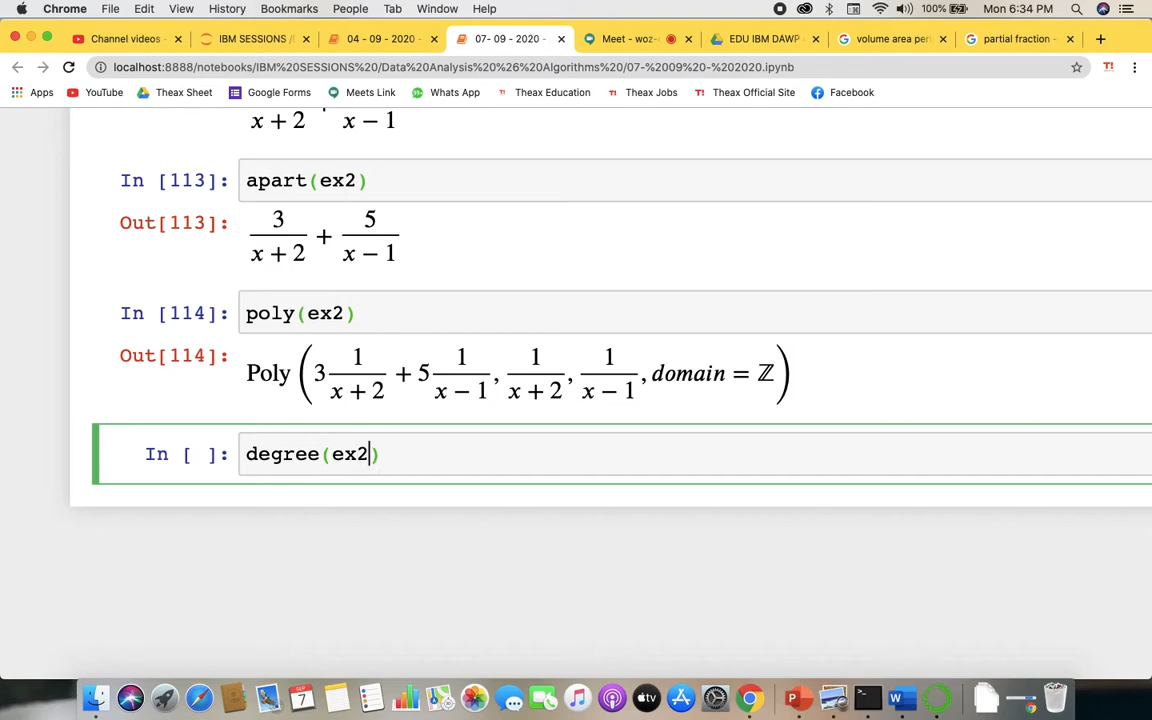 Chrome File Edit View History Bookmarks People Tab Window Help 100% Mon 6:34 PM
Channel videos - IBM SESSIONS / 04 - 09 - 2020 - 07- 09 - 2020 - Meet - woz- EDU IBM DAWP - volume area peri partial fraction -
localhost:8888/notebooks/IBM%20SESSIONS%20/Data%20Analysis%20%26%20Algorithms%20/07-%2009%20-%202020.ipynb
Apps YouTube Theax Sheet Google Forms Meets Link Whats App Theax Education Theax Jobs Theax Official Site Facebook
x + 2 x − 1
In [113]: apart(ex2)
Out[113]: 3/(x + 2) + 5/(x − 1)
In [114]: poly(ex2)
Out[114]: Poly (3 1/(x + 2) + 5 1/(x − 1), 1/(x + 2), 1/(x − 1), domain = ℤ)
In [ ]: degree(ex2)